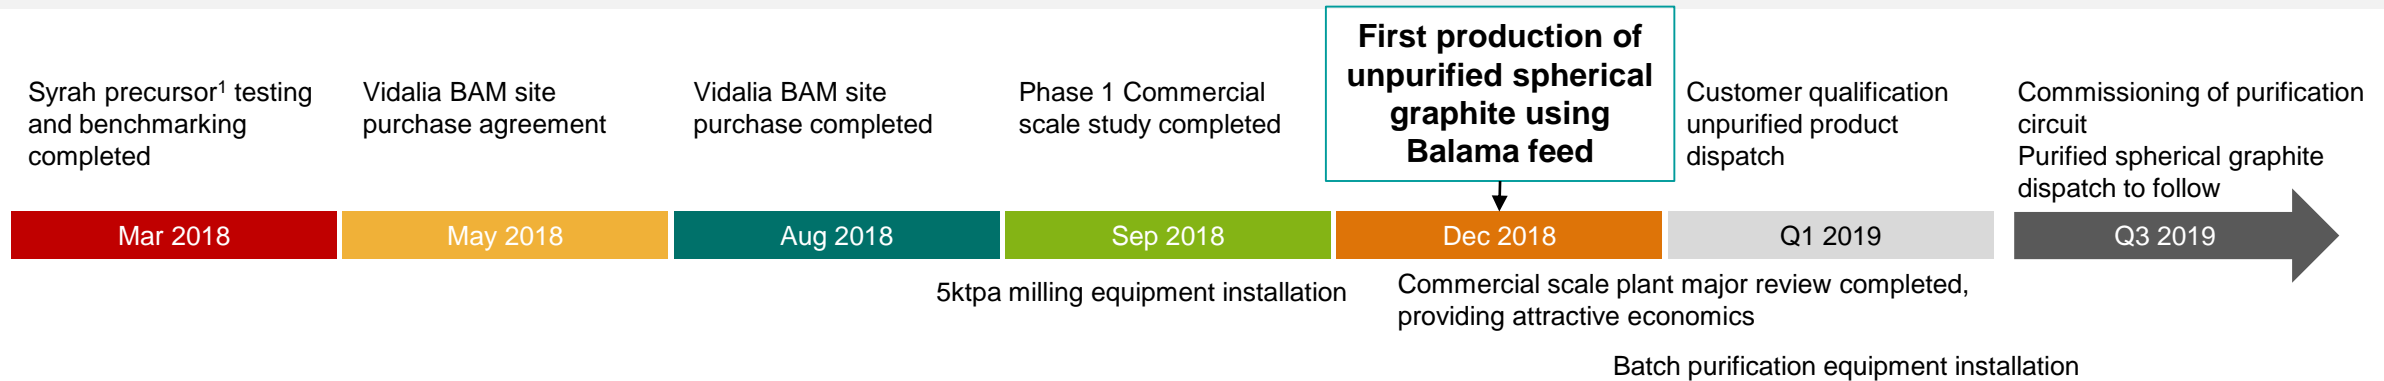 Syrah precursor¹ testing
and benchmarking
completed
Vidalia BAM site
purchase agreement
Vidalia BAM site
purchase completed
Phase 1 Commercial
scale study completed
First production of
unpurified spherical
graphite using
Balama feed
Customer qualification
unpurified product
dispatch
Commissioning of purification
circuit
Purified spherical graphite
dispatch to follow
Mar 2018
May 2018
Aug 2018
Sep 2018
Dec 2018
Q1 2019
Q3 2019
5ktpa milling equipment installation
Commercial scale plant major review completed,
providing attractive economics
Batch purification equipment installation